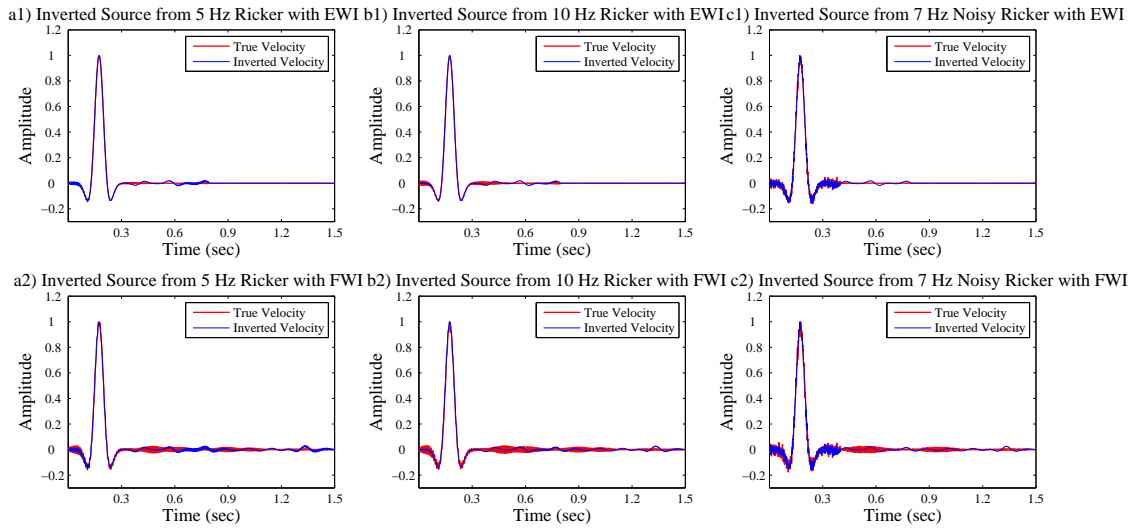 a1) Inverted Source from 5 Hz Ricker with EWI
1.2
1
0.8
0.6
0.4
0.2
0
−0.2
Amplitude
True Velocity
Inverted Velocity
0.3 0.6 0.9 1.2 1.5
Time (sec)
b1) Inverted Source from 10 Hz Ricker with EWI
1.2
1
0.8
0.6
0.4
0.2
0
−0.2
Amplitude
True Velocity
Inverted Velocity
0.3 0.6 0.9 1.2 1.5
Time (sec)
c1) Inverted Source from 7 Hz Noisy Ricker with EWI
1.2
1
0.8
0.6
0.4
0.2
0
−0.2
Amplitude
True Velocity
Inverted Velocity
0.3 0.6 0.9 1.2 1.5
Time (sec)
a2) Inverted Source from 5 Hz Ricker with FWI
1.2
1
0.8
0.6
0.4
0.2
0
−0.2
Amplitude
True Velocity
Inverted Velocity
0.3 0.6 0.9 1.2 1.5
Time (sec)
b2) Inverted Source from 10 Hz Ricker with FWI
1.2
1
0.8
0.6
0.4
0.2
0
−0.2
Amplitude
True Velocity
Inverted Velocity
0.3 0.6 0.9 1.2 1.5
Time (sec)
c2) Inverted Source from 7 Hz Noisy Ricker with FWI
1.2
1
0.8
0.6
0.4
0.2
0
−0.2
Amplitude
True Velocity
Inverted Velocity
0.3 0.6 0.9 1.2 1.5
Time (sec)